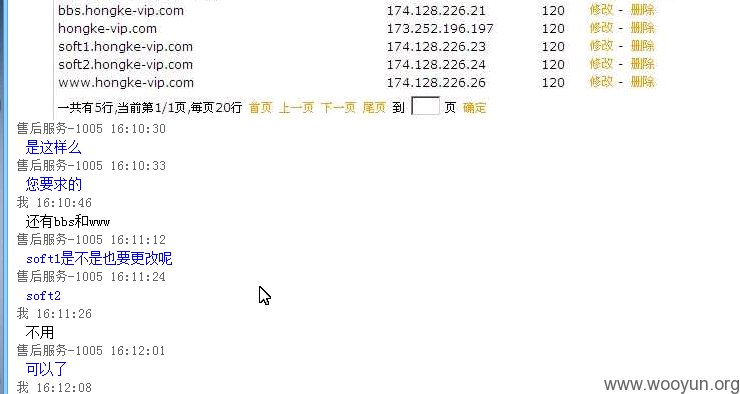 bbs.hongke-vip.com 174.128.226.21 120 修改 - 删除
hongke-vip.com 173.252.196.197 120 修改 - 删除
soft1.hongke-vip.com 174.128.226.23 120 修改 - 删除
soft2.hongke-vip.com 174.128.226.24 120 修改 - 删除
www.hongke-vip.com 174.128.226.26 120 修改 - 删除
一共有5行,当前第1/1页,每页20行 首页 上一页 下一页 尾页 到 页 确定
售后服务-1005 16:10:30
是这样么
售后服务-1005 16:10:33
您要求的
我 16:10:46
还有bbs和www
售后服务-1005 16:11:12
soft1是不是也要更改呢
售后服务-1005 16:11:24
soft2
我 16:11:26
不用
售后服务-1005 16:12:01
可以了
我 16:12:08
www.wooyun.org